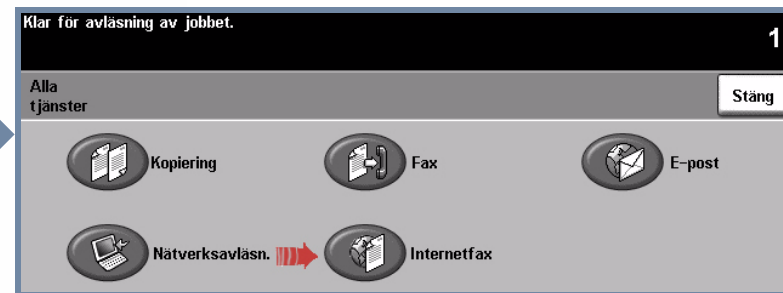 Klar för avläsning av jobbet.
1
Alla
tjänster
Stäng
Kopiering
Fax
E-post
Nätverksavläsn.
Internetfax